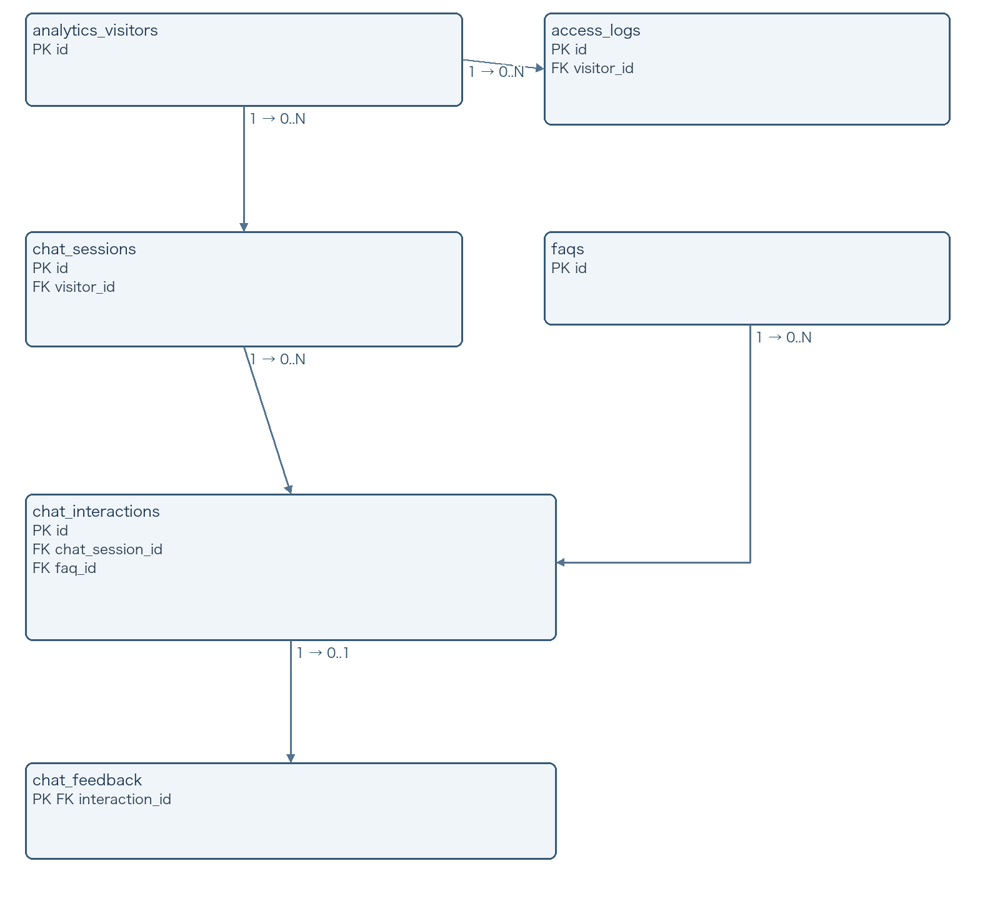 analytics_visitors
PK id
1 → 0..N
access_logs
PK id
FK visitor_id
1 → 0..N
chat_sessions
PK id
FK visitor_id
faqs
PK id
1 → 0..N
1 → 0..N
chat_interactions
PK id
FK chat_session_id
FK faq_id
1 → 0..1
chat_feedback
PK FK interaction_id